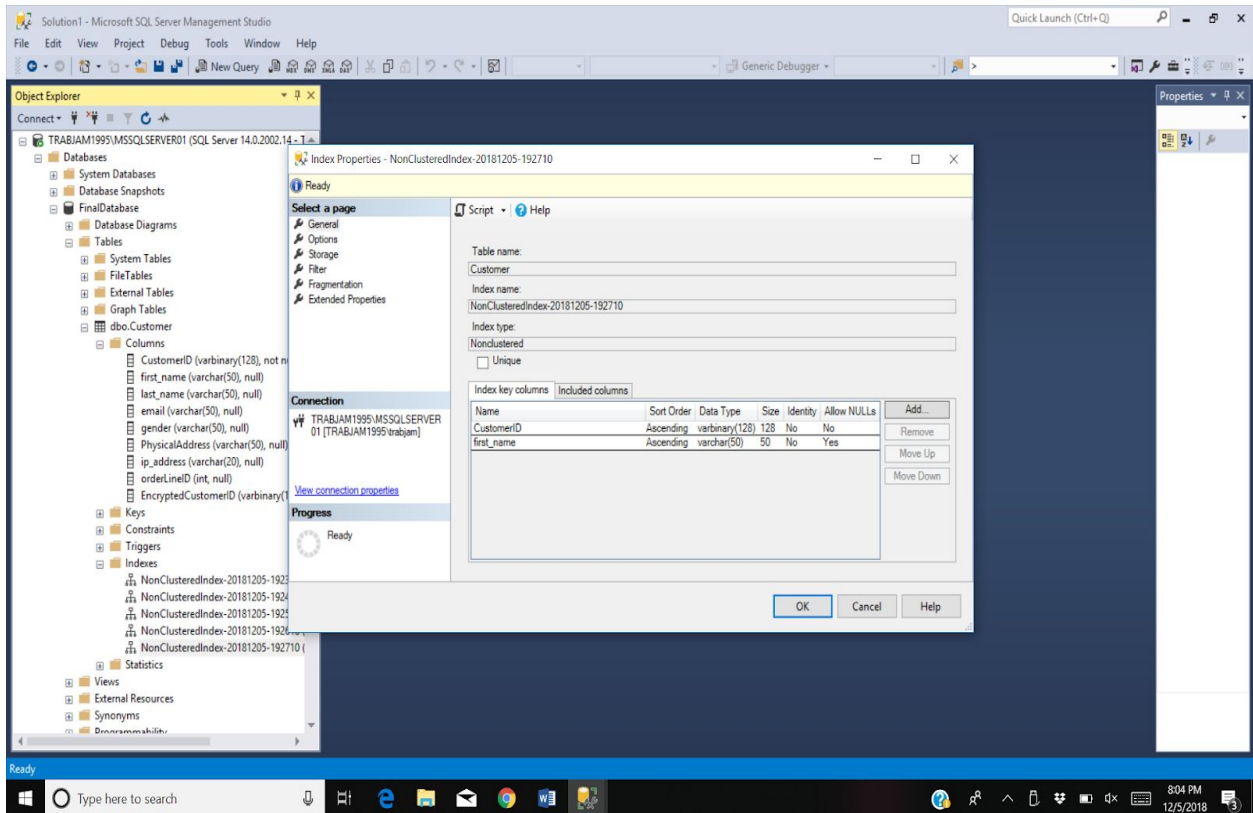 Solution1 - Microsoft SQL Server Management Studio
Quick Launch (Ctrl+Q)
File Edit View Project Debug Tools Window Help
New Query
Generic Debugger
Object Explorer
Connect
TRABJAM1995\MSSQLSERVER01 (SQL Server 14.0.2002.14 - T
Databases
System Databases
Database Snapshots
FinalDatabase
Database Diagrams
Tables
System Tables
FileTables
External Tables
Graph Tables
dbo.Customer
Columns
CustomerID (varbinary(128), not n
first_name (varchar(50), null)
last_name (varchar(50), null)
email (varchar(50), null)
gender (varchar(50), null)
PhysicalAddress (varchar(50), null)
ip_address (varchar(20), null)
orderLineID (int, null)
EncryptedCustomerID (varbinary(1
Keys
Constraints
Triggers
Indexes
NonClusteredIndex-20181205-1923
NonClusteredIndex-20181205-1924
NonClusteredIndex-20181205-1925
NonClusteredIndex-20181205-192
NonClusteredIndex-20181205-192710 (
Statistics
Views
External Resources
Synonyms
Programmability
Index Properties - NonClusteredIndex-20181205-192710
Ready
Select a page
General
Options
Storage
Filter
Fragmentation
Extended Properties
Connection
TRABJAM1995\MSSQLSERVER
01 [TRABJAM1995\trabjam]
View connection properties
Progress
Ready
Script Help
Table name:
Customer
Index name:
NonClusteredIndex-20181205-192710
Index type:
Nonclustered
Unique
Index key columns Included columns
Name Sort Order Data Type Size Identity Allow NULLs
CustomerID Ascending varbinary(128) 128 No No
first_name Ascending varchar(50) 50 No Yes
Add...
Remove
Move Up
Move Down
OK Cancel Help
Properties
Ready
Type here to search
8:04 PM
12/5/2018